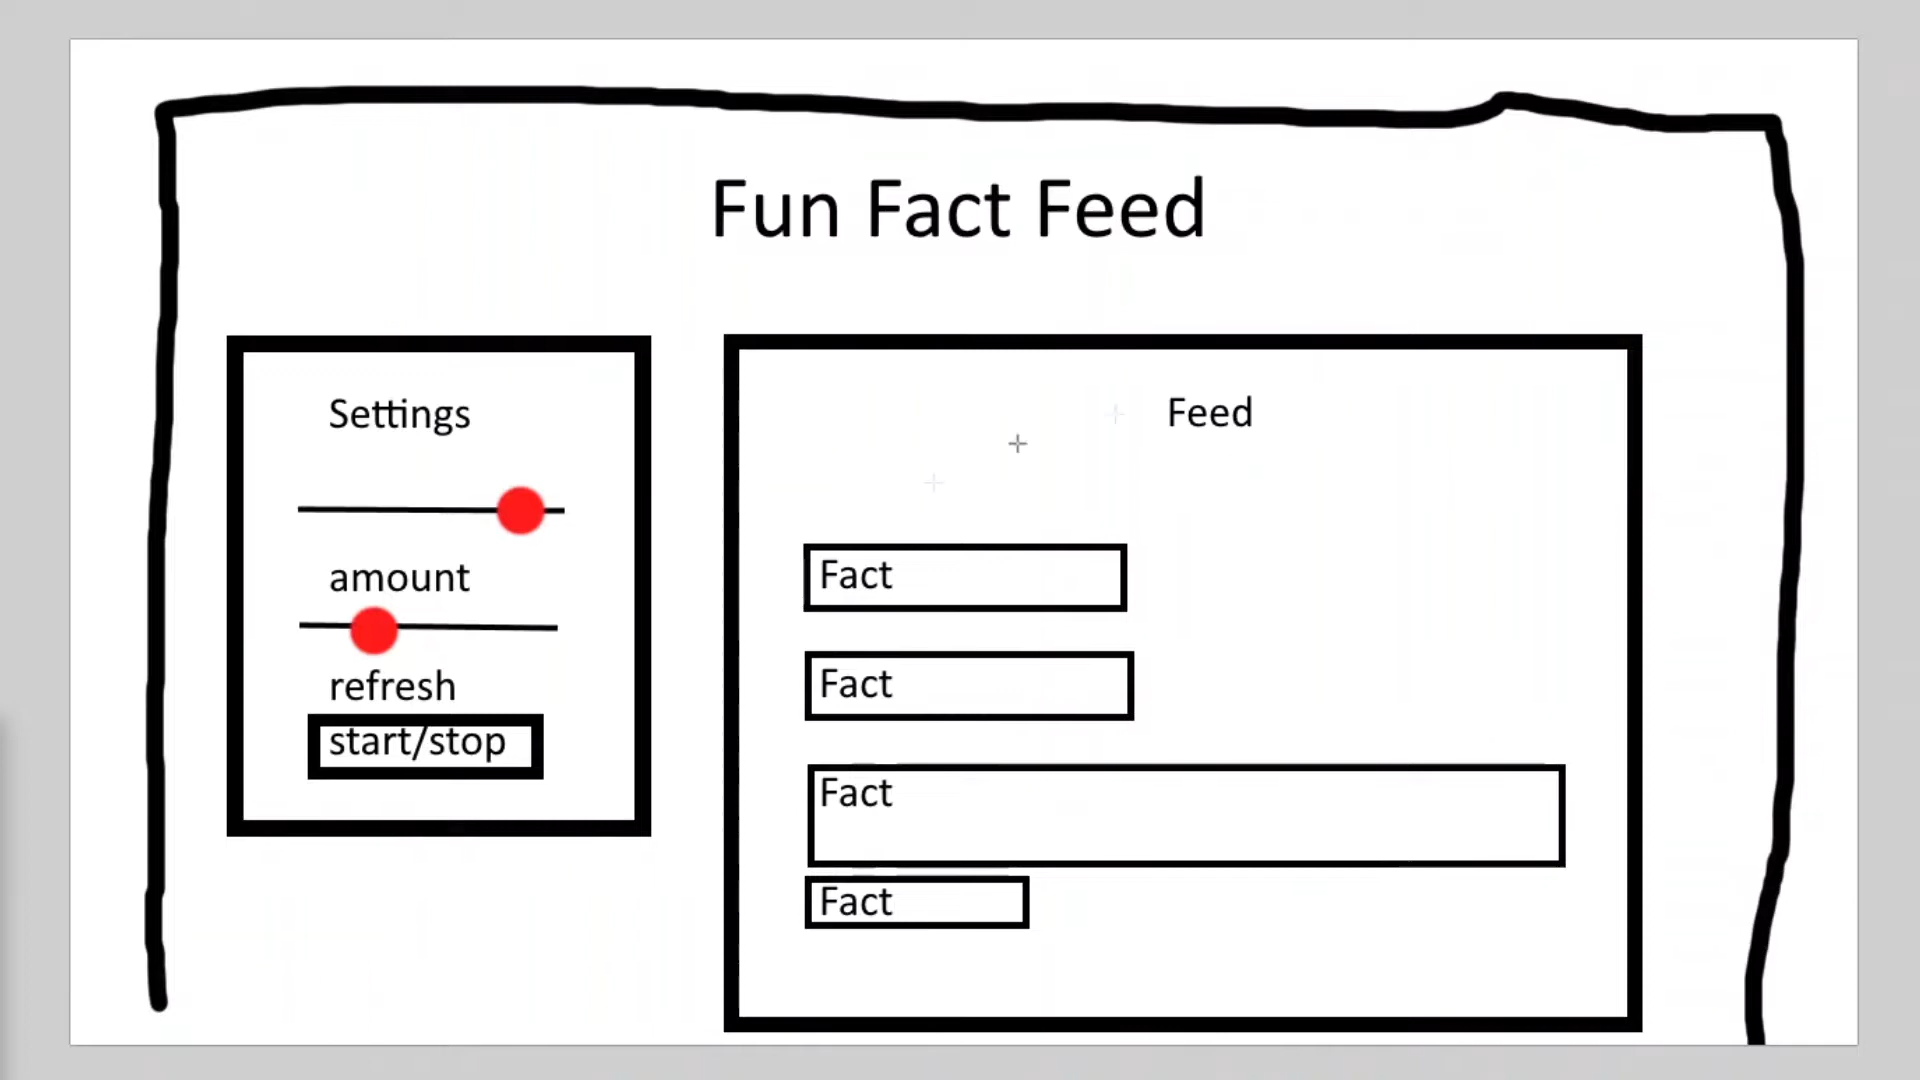 Fun Fact Feed
Settings
amount
refresh
start/stop
Feed
Fact
Fact
Fact
Fact